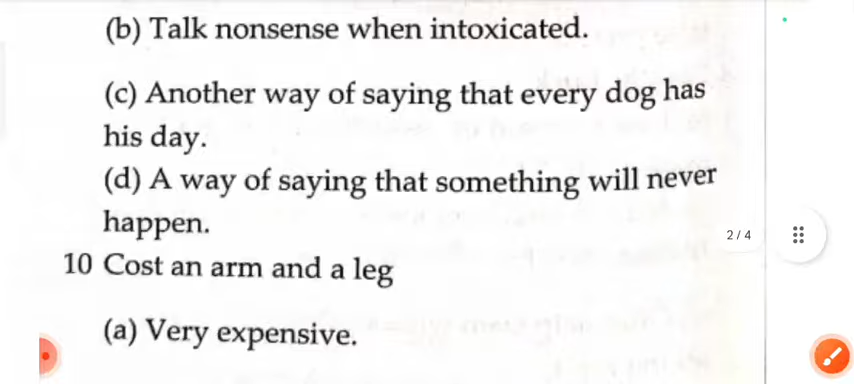 (b) Talk nonsense when intoxicated.
(c) Another way of saying that every dog has
his day.
(d) A way of saying that something will never
happen.
2 / 4
10 Cost an arm and a leg
(a) Very expensive.